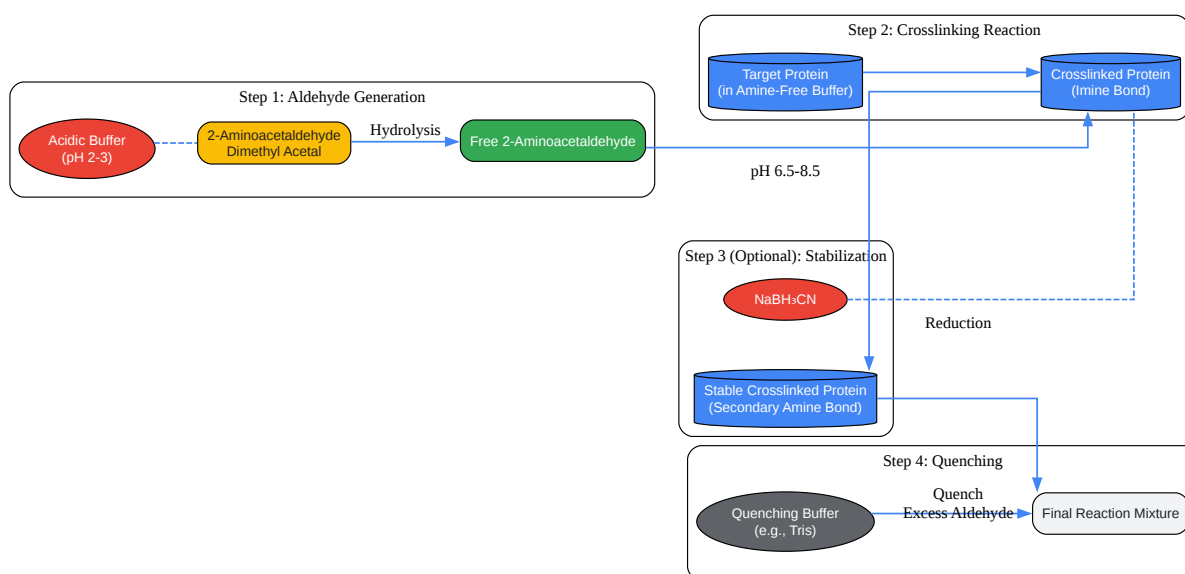 Step 1: Aldehyde Generation
Acidic Buffer
(pH 2-3)
2-Aminoacetaldehyde
Dimethyl Acetal
Hydrolysis
Free 2-Aminoacetaldehyde
Step 2: Crosslinking Reaction
Target Protein
(in Amine-Free Buffer)
Crosslinked Protein
(Imine Bond)
pH 6.5-8.5
Step 3 (Optional): Stabilization
NaBH₃CN
Reduction
Stable Crosslinked Protein
(Secondary Amine Bond)
Step 4: Quenching
Quenching Buffer
(e.g., Tris)
Quench
Excess Aldehyde
Final Reaction Mixture